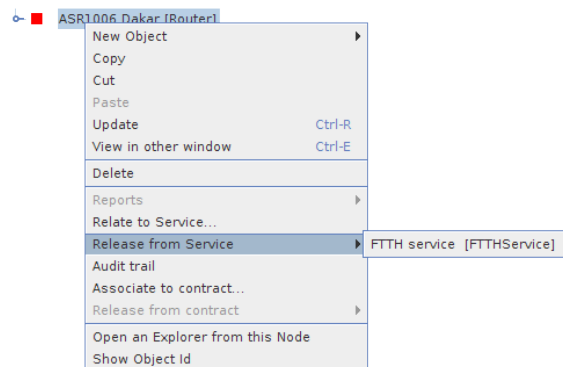 ASR1006 Dakar [Router]
New Object
Copy
Cut
Paste
Update Ctrl-R
View in other window Ctrl-E
Delete
Reports
Relate to Service...
Release from Service FTTH service [FTTHService]
Audit trail
Associate to contract...
Release from contract
Open an Explorer from this Node
Show Object Id